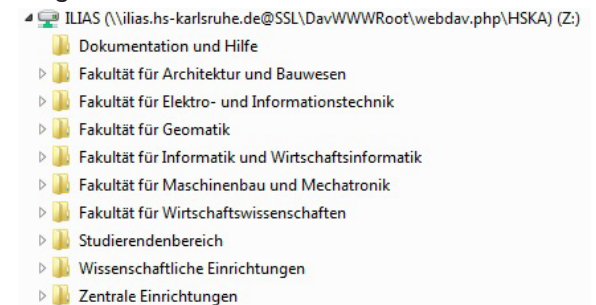 ILIAS (\\ilias.hs-karlsruhe.de@SSL\DavWWWRoot\webdav.php\HSKA) (Z:)
Dokumentation und Hilfe
Fakultät für Architektur und Bauwesen
Fakultät für Elektro- und Informationstechnik
Fakultät für Geomatik
Fakultät für Informatik und Wirtschaftsinformatik
Fakultät für Maschinenbau und Mechatronik
Fakultät für Wirtschaftswissenschaften
Studierendenbereich
Wissenschaftliche Einrichtungen
Zentrale Einrichtungen